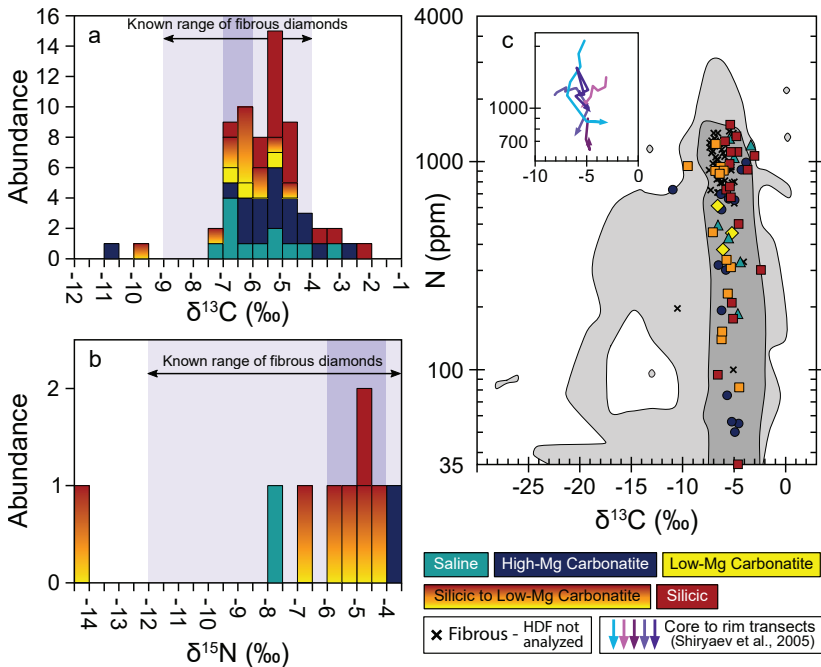 a
Known range of fibrous diamonds
16
14
12
10
8
6
4
2
0
Abundance
-12
-11
-10
-9
-8
-7
-6
-5
-4
-3
-2
-1
δ¹³C (‰)
b
Known range of fibrous diamonds
2
1
0
Abundance
-14
-13
-12
-11
-10
-9
-8
-7
-6
-5
-4
δ¹⁵N (‰)
c
1000
700
-10
-5
0
4000
1000
100
35
N (ppm)
-25
-20
-15
-10
-5
0
δ¹³C (‰)
Saline
High-Mg Carbonatite
Low-Mg Carbonatite
Silicic to Low-Mg Carbonatite
Silicic
Fibrous - HDF not
analyzed
Core to rim transects
(Shiryaev et al., 2005)